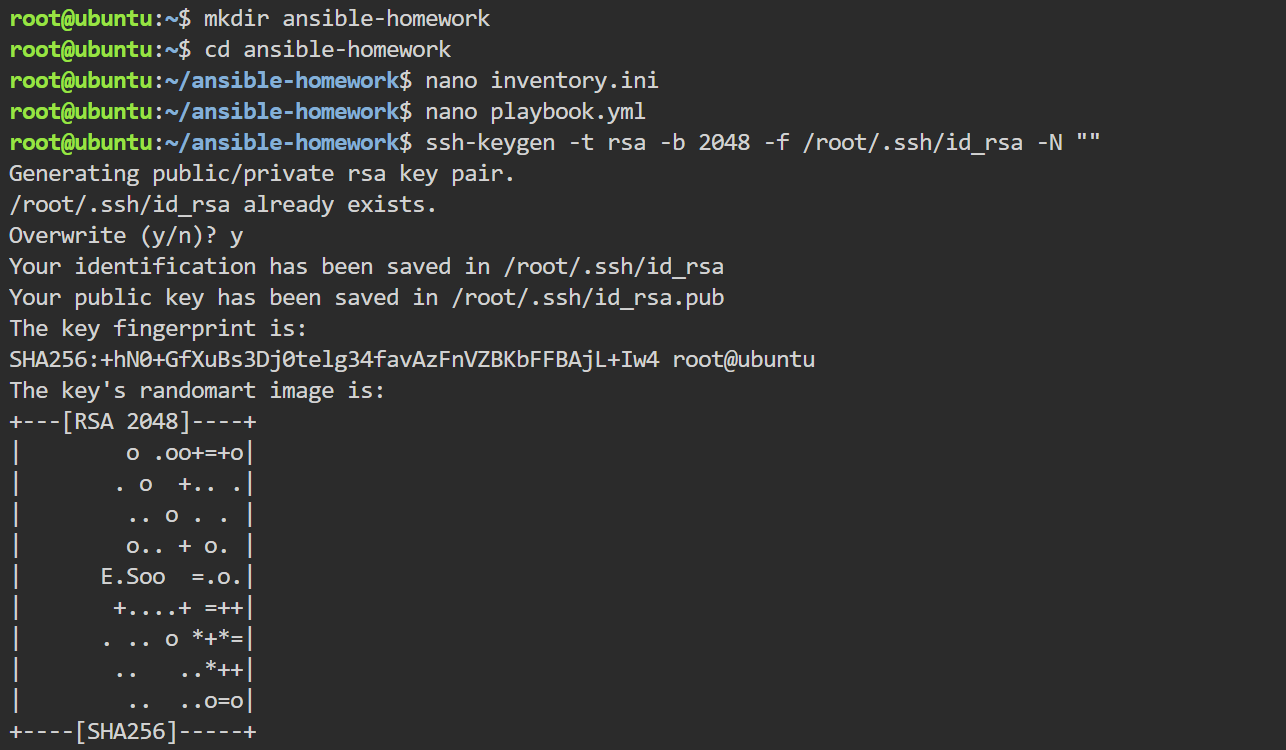 root@ubuntu:~$ mkdir ansible-homework
root@ubuntu:~$ cd ansible-homework
root@ubuntu:~/ansible-homework$ nano inventory.ini
root@ubuntu:~/ansible-homework$ nano playbook.yml
root@ubuntu:~/ansible-homework$ ssh-keygen -t rsa -b 2048 -f /root/.ssh/id_rsa -N ""
Generating public/private rsa key pair.
/root/.ssh/id_rsa already exists.
Overwrite (y/n)? y
Your identification has been saved in /root/.ssh/id_rsa
Your public key has been saved in /root/.ssh/id_rsa.pub
The key fingerprint is:
SHA256:+hN0+GfXuBs3Dj0telg34favAzFnVZBKbFFBAjL+Iw4 root@ubuntu
The key's randomart image is:
+---[RSA 2048]----+
|        o .oo+=+o|
|       . o  +.. .|
|        .. o . . |
|        o.. + o. |
|      E.Soo  =.o.|
|       +....+ =++|
|      . .. o *+*=|
|       ..   ..*++|
|        ..  ..o=o|
+----[SHA256]-----+